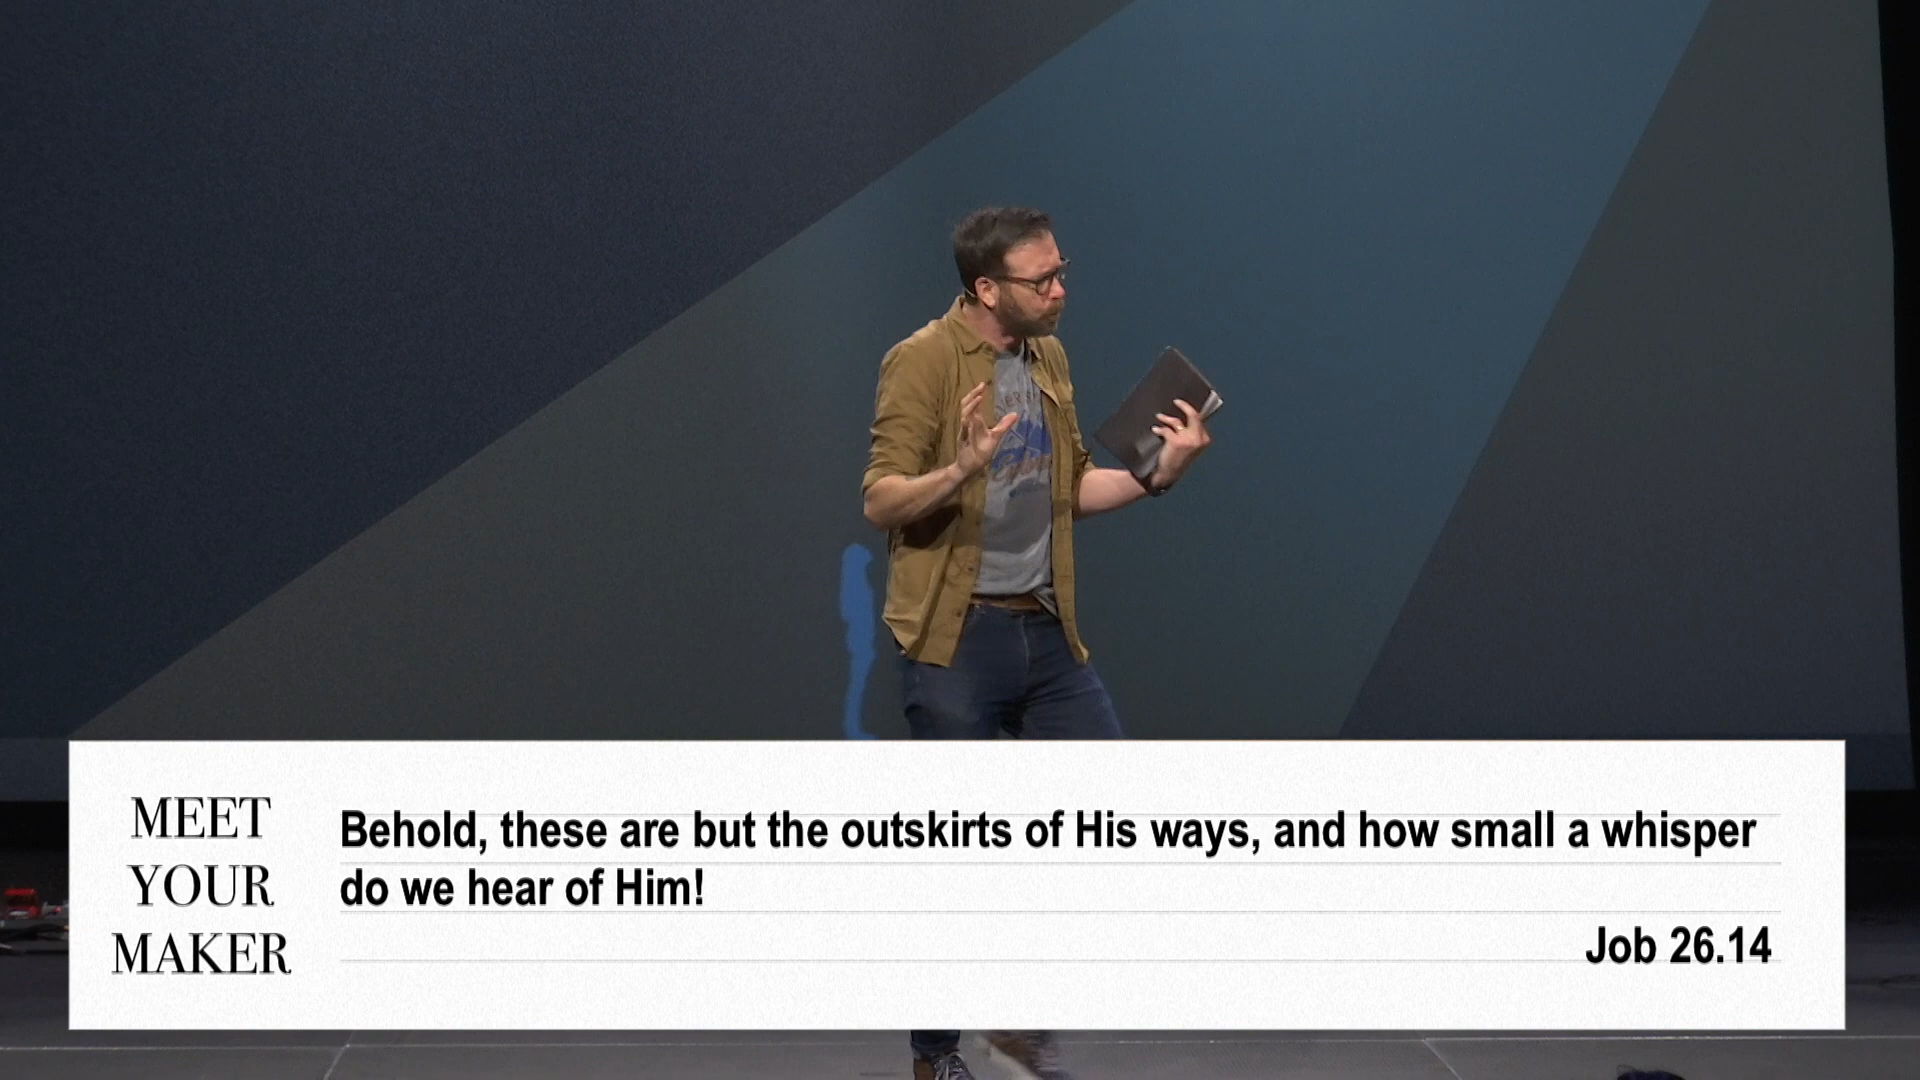 MEET
YOUR
MAKER
Behold, these are but the outskirts of His ways, and how small a whisper
do we hear of Him!
Job 26.14